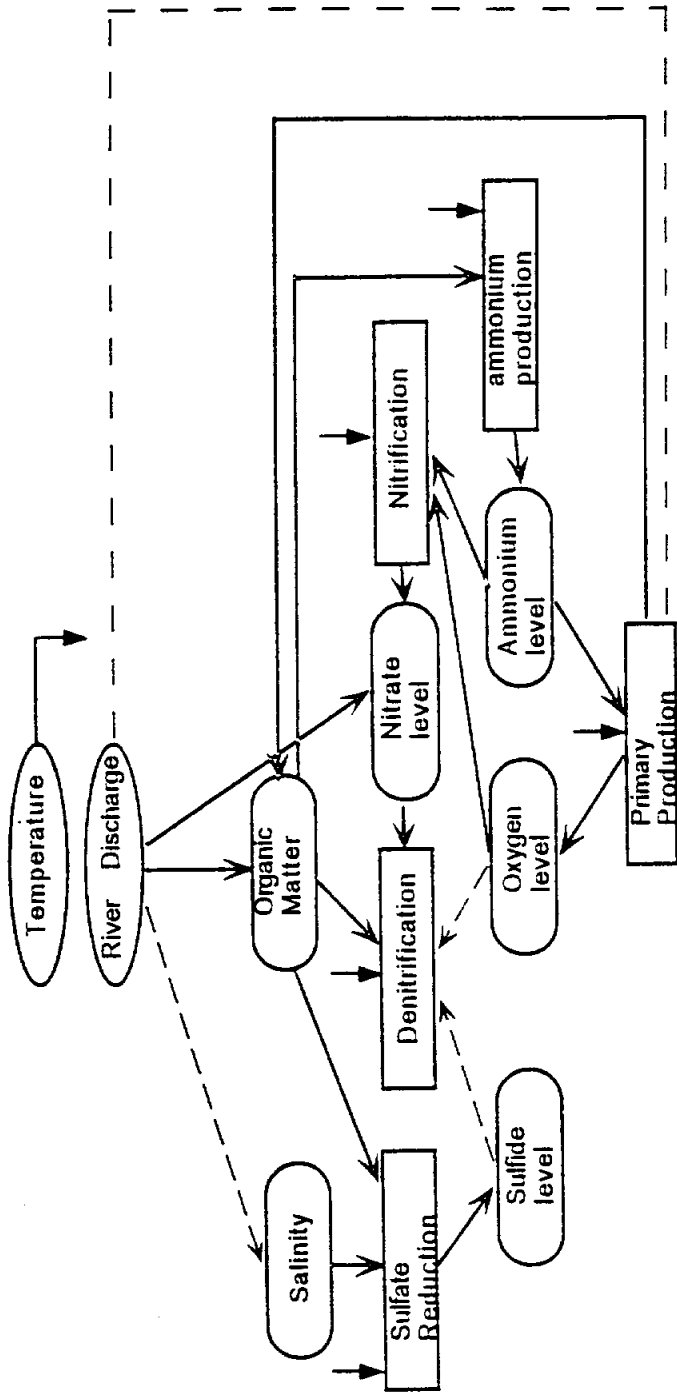 Temperature
River Discharge
Salinity
Organic
Matter
Sulfate
Reduction
Denitrification
Nitrate
level
Nitrification
Sulfide
level
Oxygen
level
Ammonium
level
ammonium
production
Primary
Production